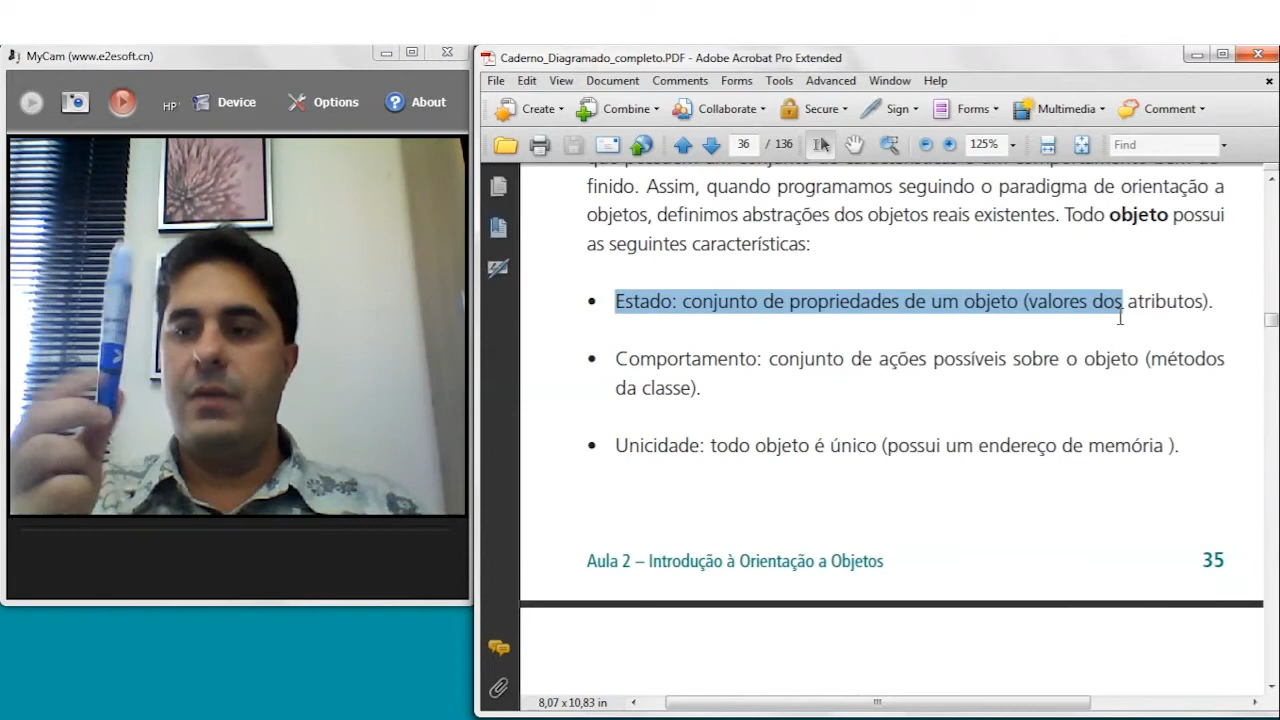 MyCam (www.e2esoft.cn)
HP'
Device
Options
About
Caderno_Diagramado_completo.PDF - Adobe Acrobat Pro Extended
File Edit View Document Comments Forms Tools Advanced Window Help
Create Combine Collaborate Secure Sign Forms Multimedia Comment
36 / 136 125% Find
finido. Assim, quando programamos seguindo o paradigma de orientação a
objetos, definimos abstrações dos objetos reais existentes. Todo objeto possui
as seguintes características:
• Estado: conjunto de propriedades de um objeto (valores dos atributos).
• Comportamento: conjunto de ações possíveis sobre o objeto (métodos
da classe).
• Unicidade: todo objeto é único (possui um endereço de memória ).
Aula 2 – Introdução à Orientação a Objetos 35
8,07 x 10,83 in